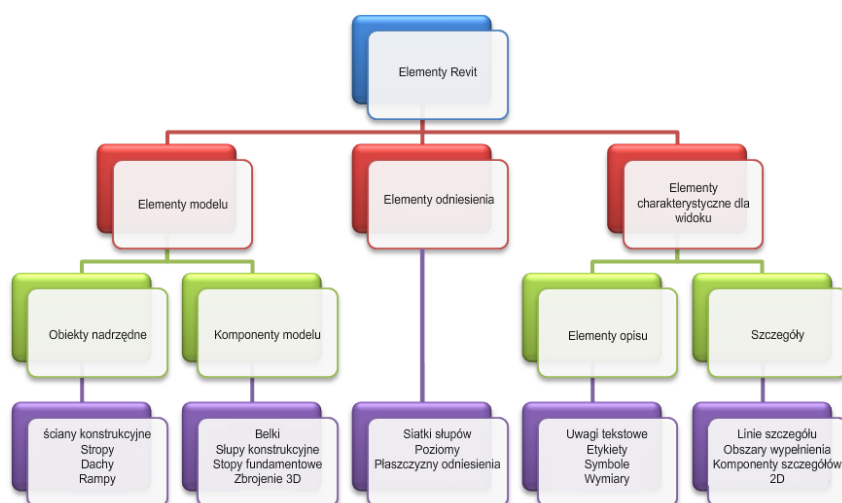 Elementy Revit
Elementy modelu
Elementy odniesienia
Elementy
charakterystyczne dla
widoku
Obiekty nadrzędne
Komponenty modelu
Elementy opisu
Szczegóły
ściany konstrukcyjne
Stropy
Dachy
Rampy
Belki
Słupy konstrukcyjne
Stopy fundamentowe
Zbrojenie 3D
Siatki słupów
Poziomy
Płaszczyzny odniesienia
Uwagi tekstowe
Etykiety
Symbole
Wymiary
Linie szczegółu
Obszary wypełnienia
Komponenty szczegółów
2D